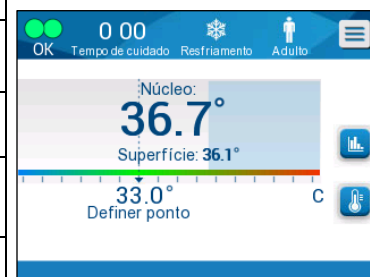 0 00
OK Tempo de cuidado Resfriamento Adulto
Núcleo:
36.7°
Superfície: 36.1°
33.0° C
Definer ponto